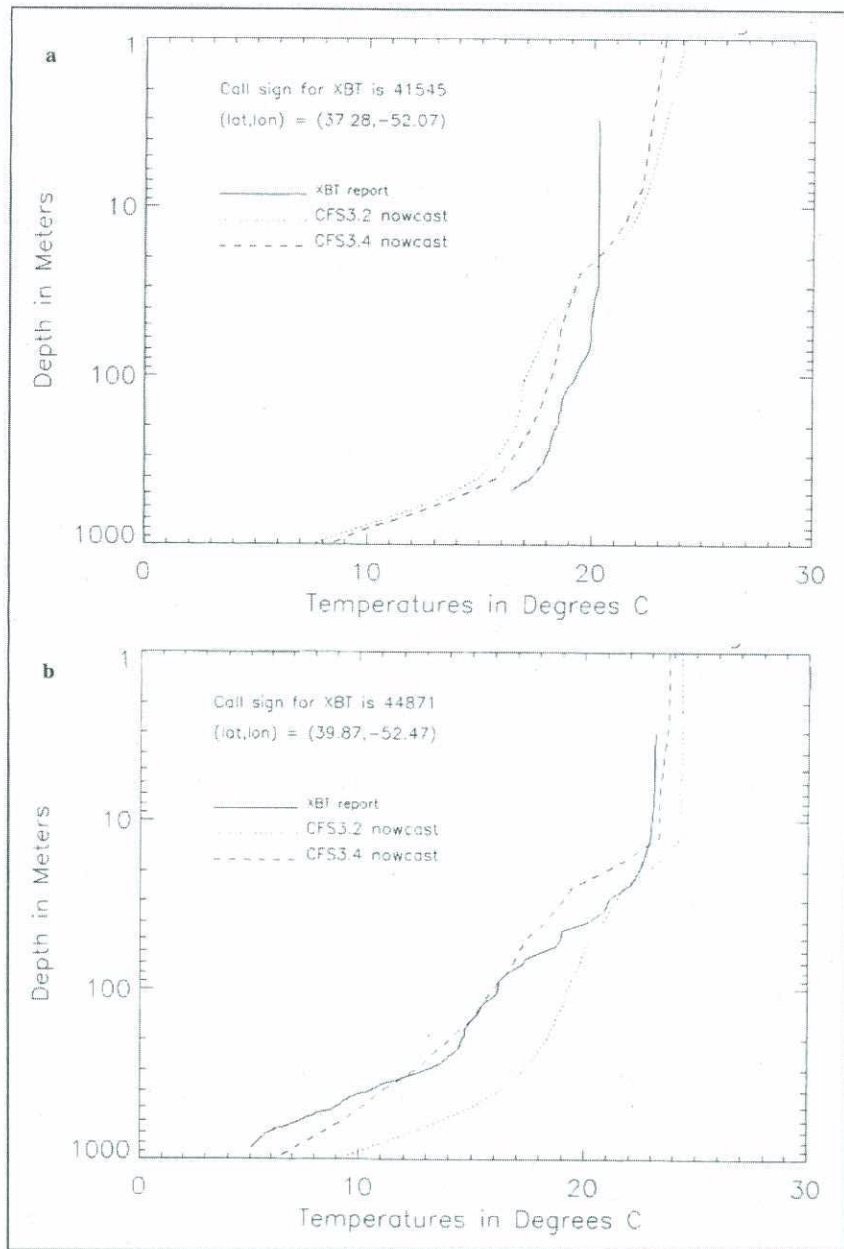 a
1
10
100
1000
Depth in Meters
Call sign for XBT is 41545
(lat,lon) = (37.28,-52.07)
XBT report
CFS3.2 nowcast
CFS3.4 nowcast
0 10 20 30
Temperatures in Degrees C
b
1
10
100
1000
Depth in Meters
Call sign for XBT is 44871
(lat,lon) = (39.87,-52.47)
XBT report
CFS3.2 nowcast
CFS3.4 nowcast
0 10 20 30
Temperatures in Degrees C